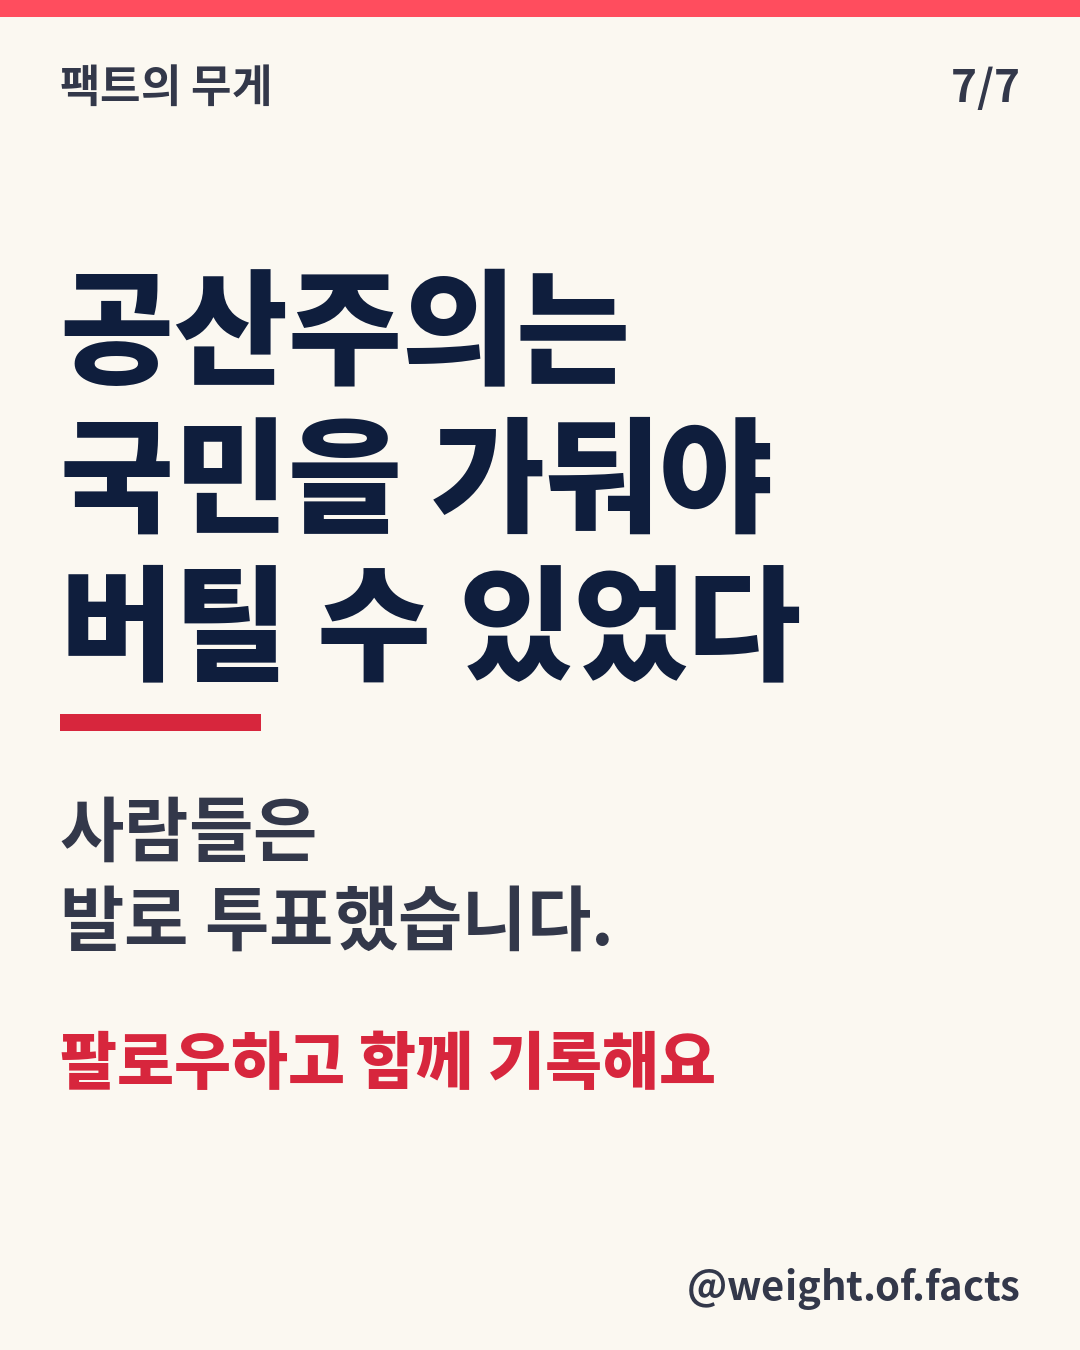 팩트의 무게
7/7
공산주의는
국민을 가둬야
버틸 수 있었다
사람들은
발로 투표했습니다.
팔로우하고 함께 기록해요
@weight.of.facts